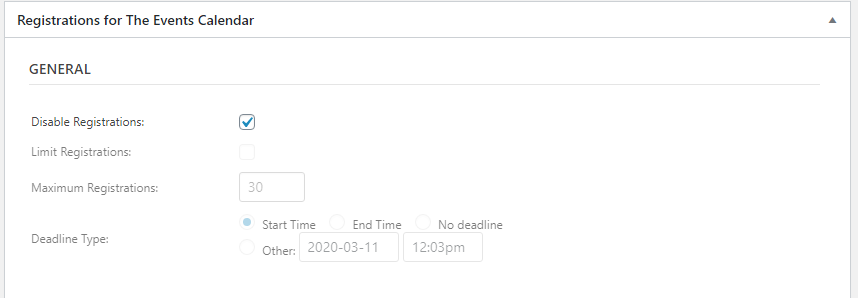 Registrations for The Events Calendar
GENERAL
Disable Registrations:
Limit Registrations:
Maximum Registrations: 30
Deadline Type:
Start Time End Time No deadline
Other: 2020-03-11 12:03pm